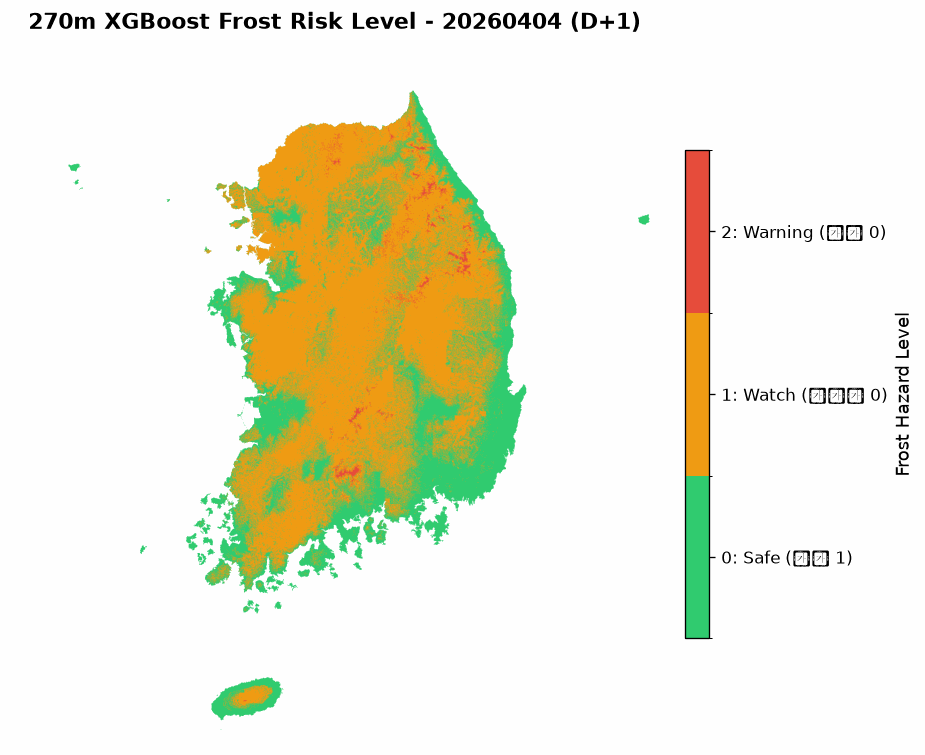 270m XGBoost Frost Risk Level - 20260404 (D+1)
2: Warning (□□ 0)
1: Watch (□□□ 0)
0: Safe (□□ 1)
Frost Hazard Level